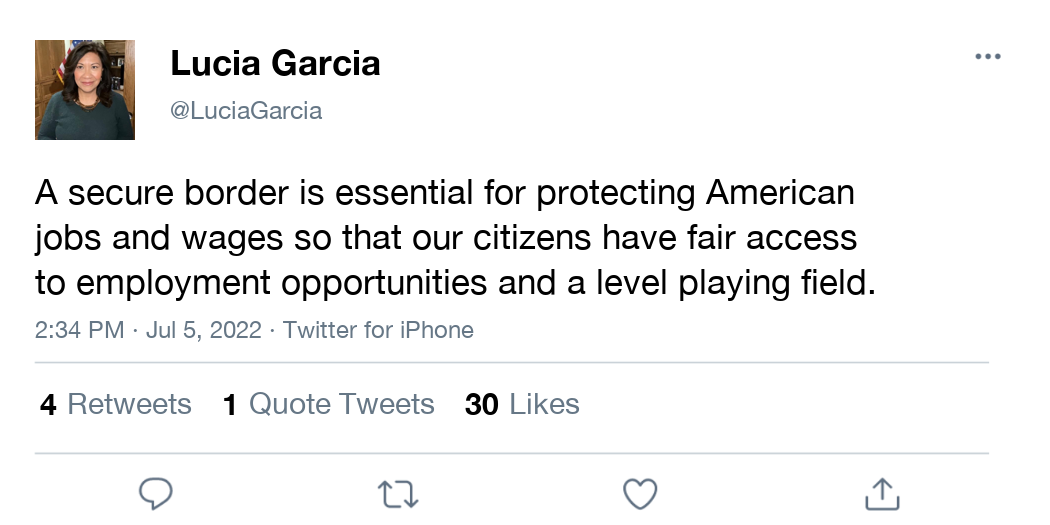 Lucia Garcia
@LuciaGarcia
A secure border is essential for protecting American
jobs and wages so that our citizens have fair access
to employment opportunities and a level playing field.
2:34 PM · Jul 5, 2022 · Twitter for iPhone
4 Retweets 1 Quote Tweets 30 Likes